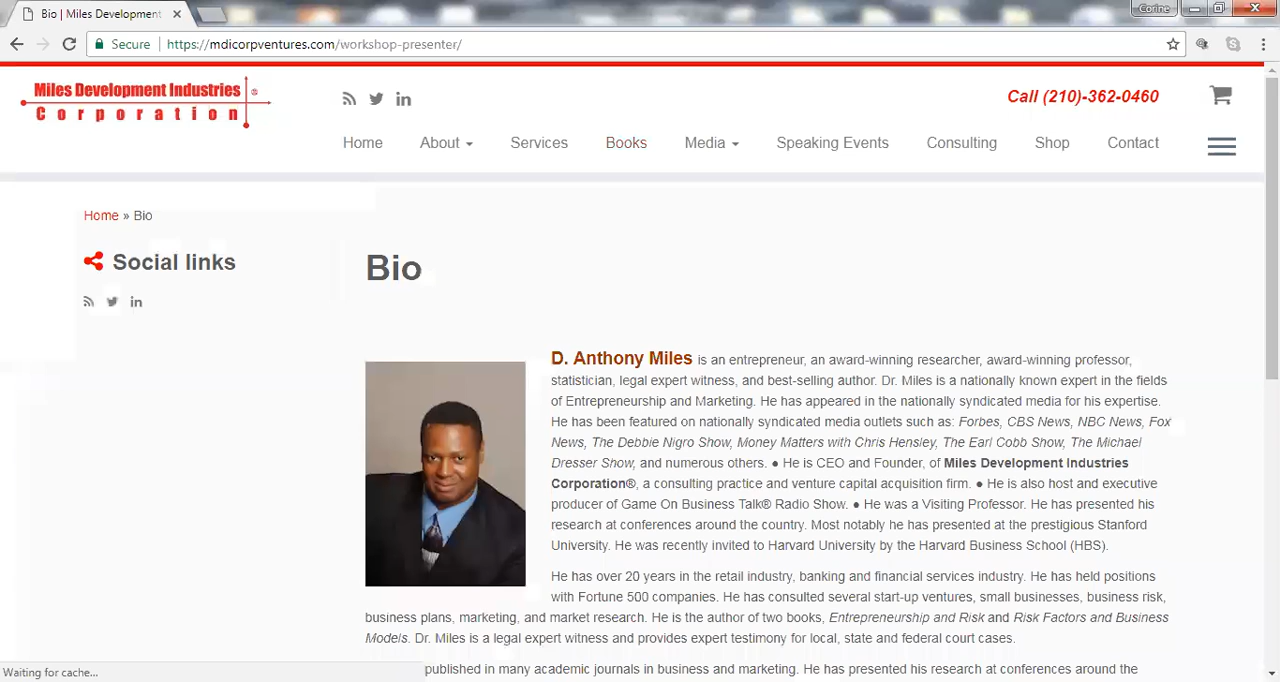 Bio | Miles Development
Corine
Secure
https://mdicorpventures.com/workshop-presenter/
Miles Development Industries ®
Corporation
Call (210)-362-0460
Home About Services Books Media Speaking Events Consulting Shop Contact
Home » Bio
Social links
Bio
D. Anthony Miles is an entrepreneur, an award-winning researcher, award-winning professor,
statistician, legal expert witness, and best-selling author. Dr. Miles is a nationally known expert in the fields
of Entrepreneurship and Marketing. He has appeared in the nationally syndicated media for his expertise.
He has been featured on nationally syndicated media outlets such as: Forbes, CBS News, NBC News, Fox
News, The Debbie Nigro Show, Money Matters with Chris Hensley, The Earl Cobb Show, The Michael
Dresser Show, and numerous others. ● He is CEO and Founder, of Miles Development Industries
Corporation®, a consulting practice and venture capital acquisition firm. ● He is also host and executive
producer of Game On Business Talk® Radio Show. ● He was a Visiting Professor. He has presented his
research at conferences around the country. Most notably he has presented at the prestigious Stanford
University. He was recently invited to Harvard University by the Harvard Business School (HBS).
He has over 20 years in the retail industry, banking and financial services industry. He has held positions
with Fortune 500 companies. He has consulted several start-up ventures, small businesses, business risk,
business plans, marketing, and market research. He is the author of two books, Entrepreneurship and Risk and Risk Factors and Business
Models. Dr. Miles is a legal expert witness and provides expert testimony for local, state and federal court cases.
published in many academic journals in business and marketing. He has presented his research at conferences around the
Waiting for cache...